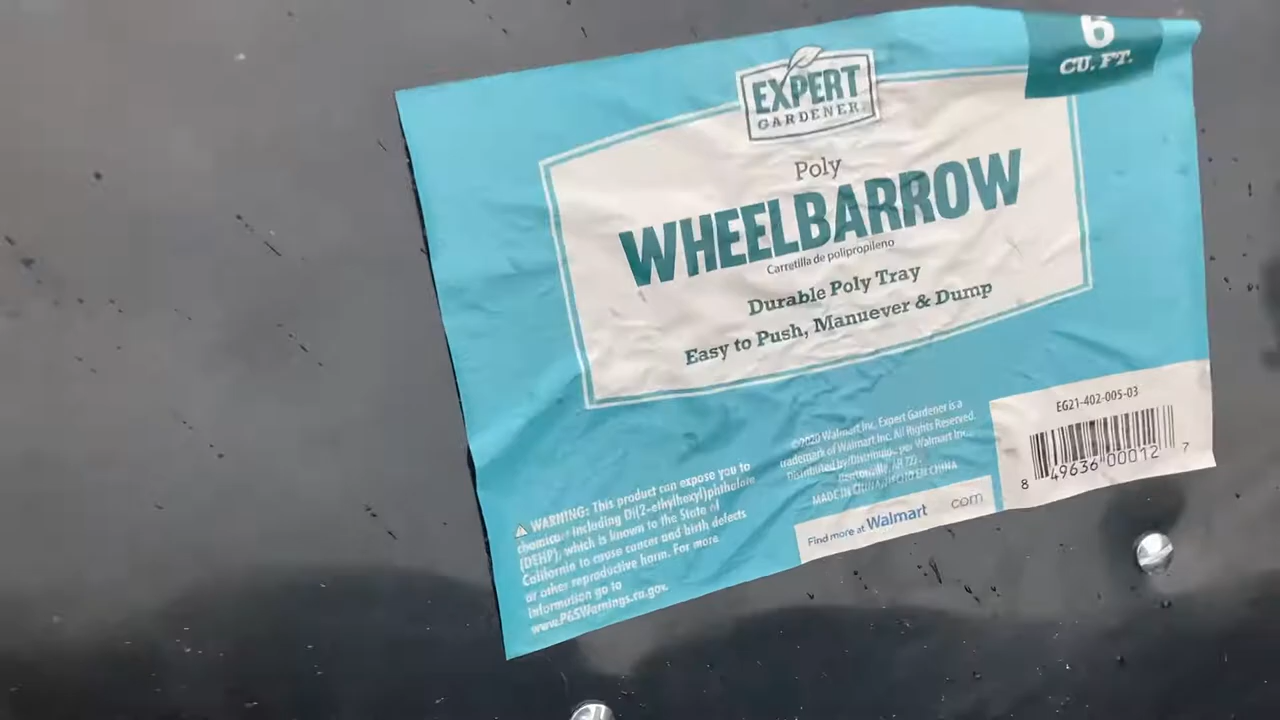 6
CU. FT.
EXPERT
GARDENER
Poly
WHEELBARROW
Carretilla de polipropileno
Durable Poly Tray
Easy to Push, Manuever & Dump
EG21-402-005-03
8 49636 00012 7
©2020 Walmart Inc. Expert Gardener is a
trademark of Walmart Inc. All Rights Reserved.
Distributed by/Distribuido por Walmart Inc.,
Bentonville, AR
MADE IN CHINA/HECHO EN CHINA
Find more at Walmart com
⚠ WARNING: This product can expose you to
including Di(2-ethylhexyl)phthalate
(DEHP), which is known to the State of
California to cause cancer and birth defects
or other reproductive harm. For more
information go to
www.P65Warnings.ca.gov.